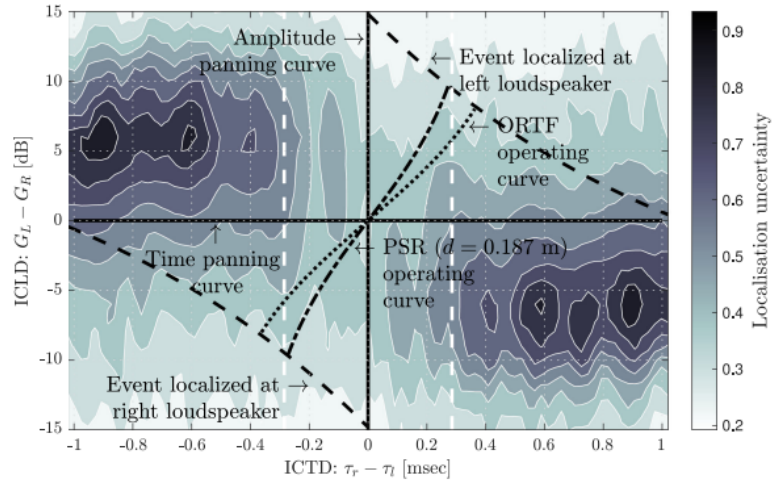 15
10
5
0
-5
-10
-15
ICLD: G_L − G_R [dB]
Amplitude →
panning curve
← Event localized at
left loudspeaker
← ORTF
operating
curve
↑
Time panning
curve
← PSR (d = 0.187 m)
operating
curve
Event localized at →
right loudspeaker
-1 -0.8 -0.6 -0.4 -0.2 0 0.2 0.4 0.6 0.8 1
ICTD: τ_r − τ_l [msec]
0.9
0.8
0.7
0.6
0.5
0.4
0.3
0.2
Localisation uncertainty